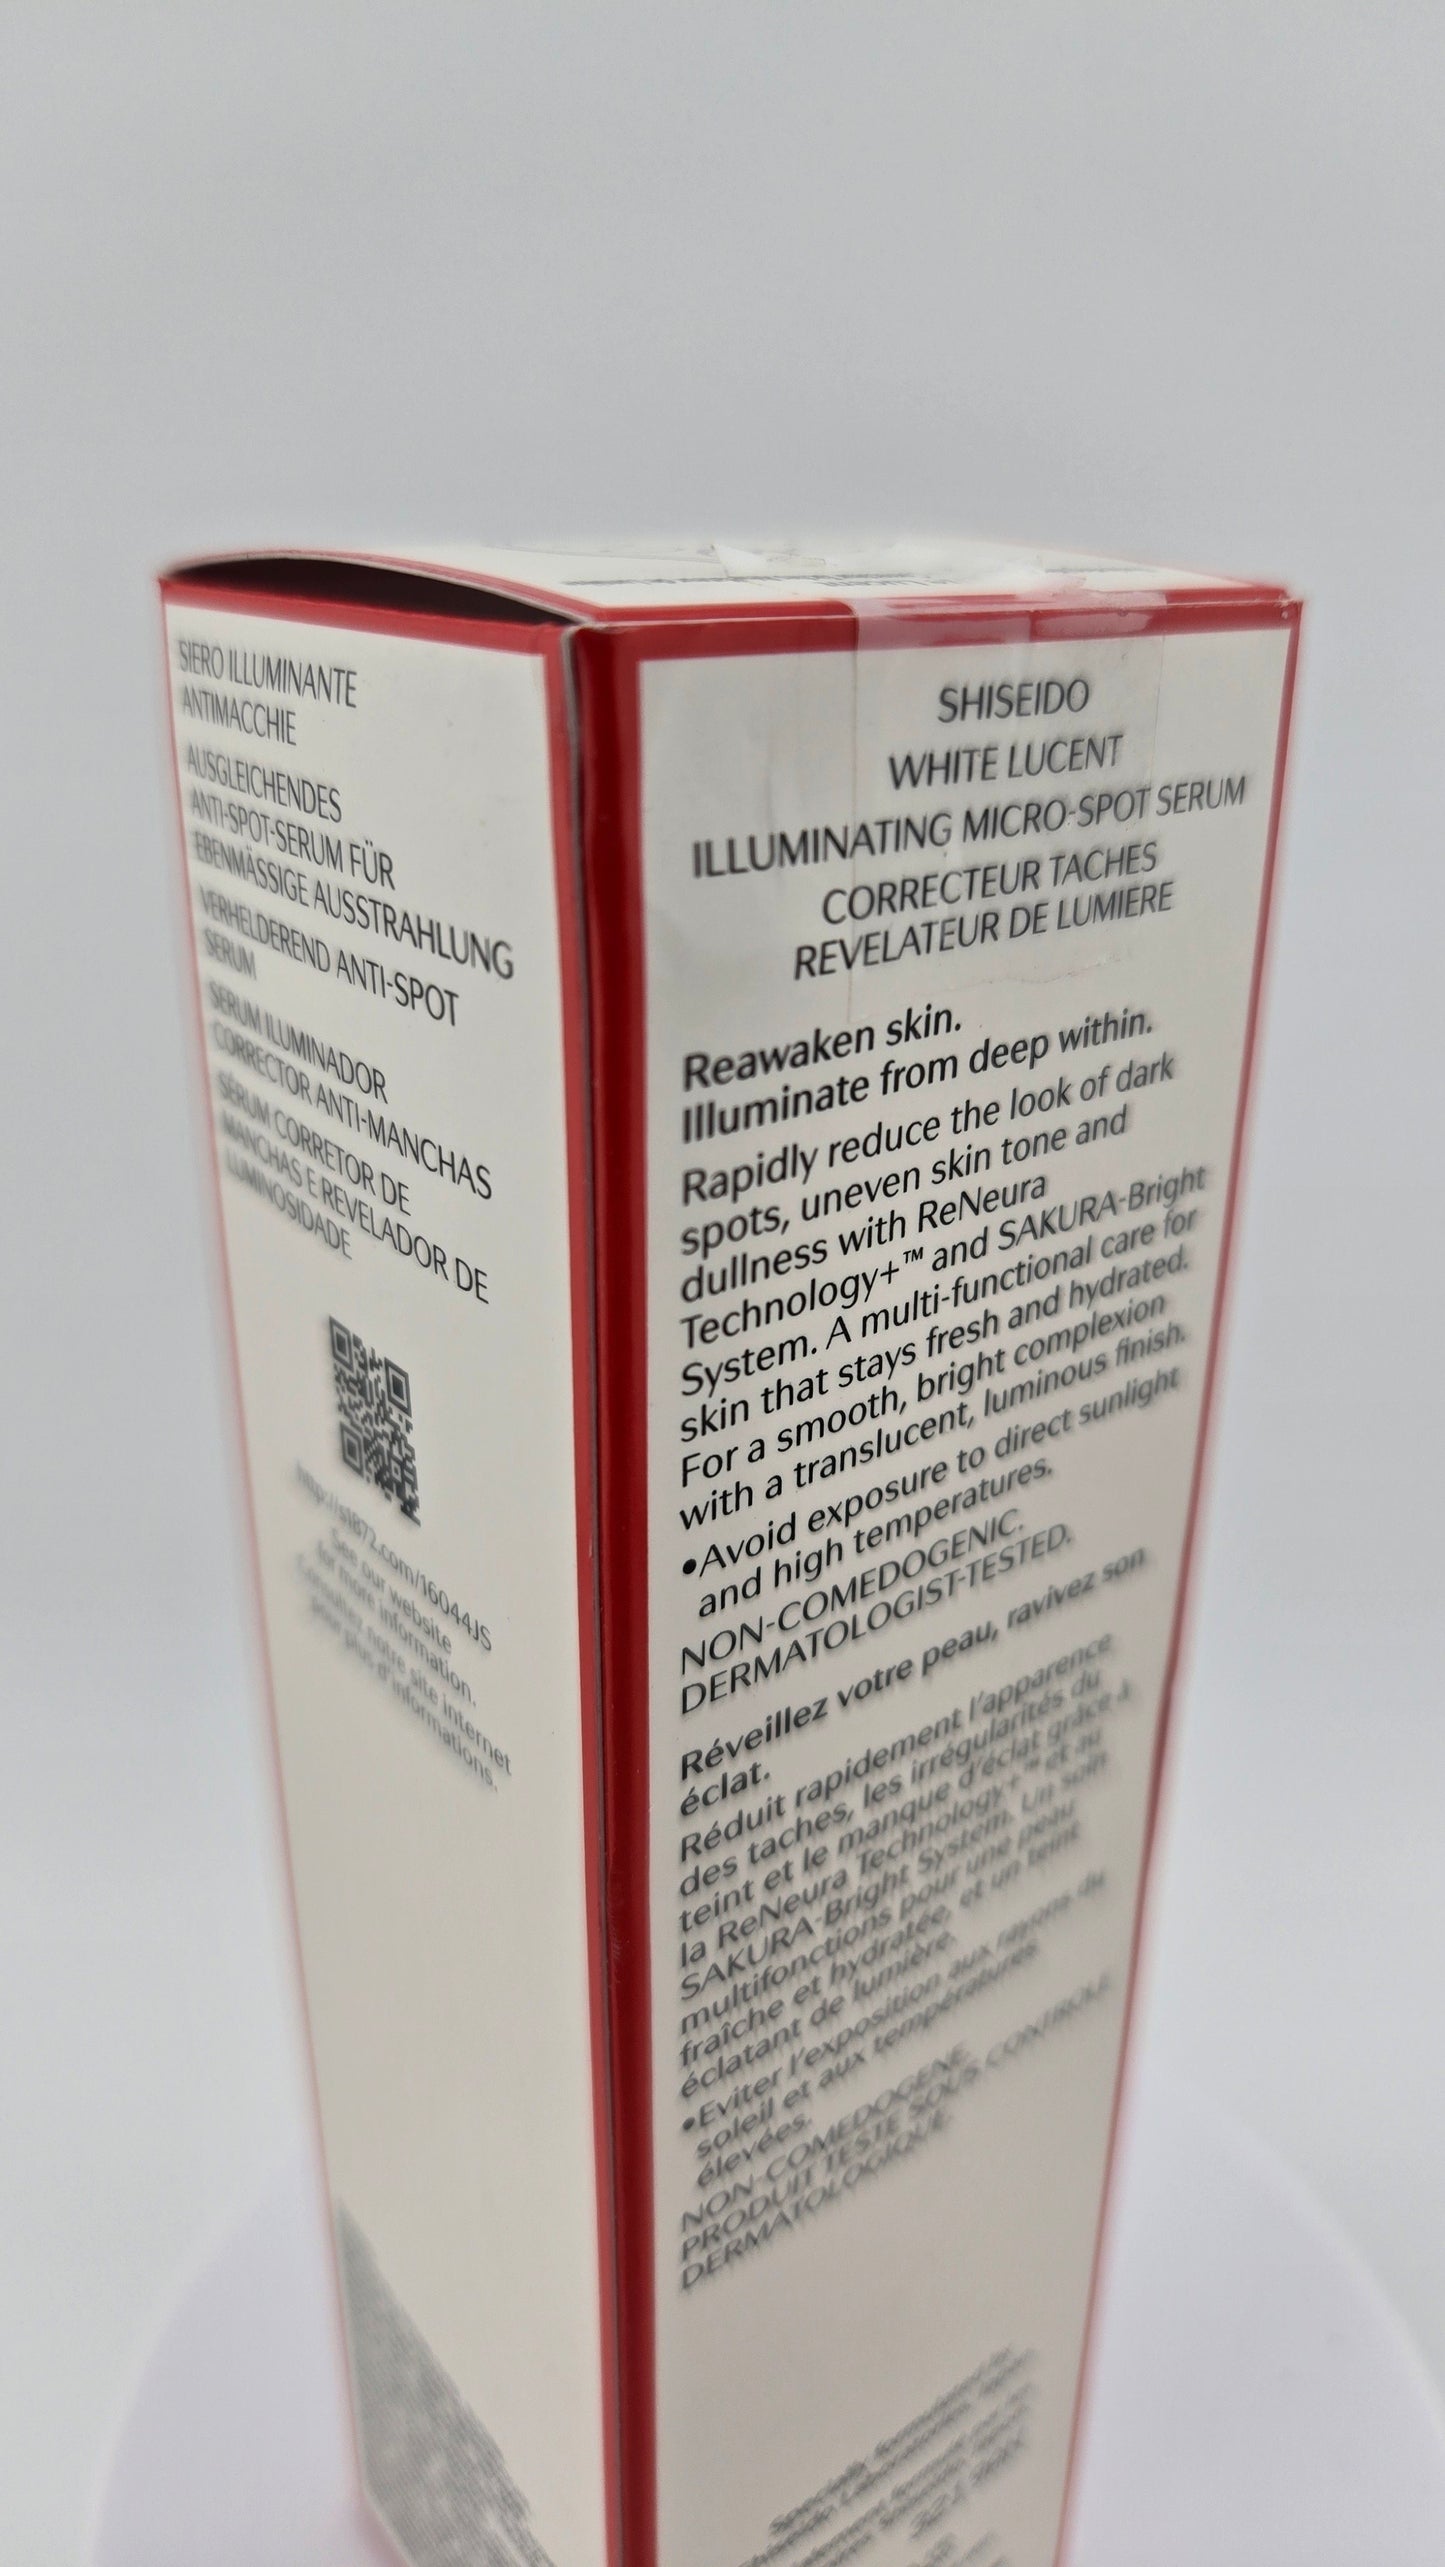 SIERO ILLUMINANTE
ANTIMACCHIE
AUSGLEICHENDES
ANTI-SPOT-SERUM FÜR
EBENMÄSSIGE AUSSTRAHLUNG
VERHELDEREND ANTI-SPOT
SERUM
SERUM ILUMINADOR
CORRECTOR ANTI-MANCHAS
SÉRUM CORRETOR DE
MANCHAS E REVELADOR DE
LUMINOSIDADE
http://s1872.com/16044JS
See our website
for more information.
Consultez notre site internet
pour plus d'informations.
SHISEIDO
WHITE LUCENT
ILLUMINATING MICRO-SPOT SERUM
CORRECTEUR TACHES
REVELATEUR DE LUMIERE
Reawaken skin.
Illuminate from deep within.
Rapidly reduce the look of dark
spots, uneven skin tone and
dullness with ReNeura
Technology+™ and SAKURA-Bright
System. A multi-functional care for
skin that stays fresh and hydrated.
For a smooth, bright complexion
with a translucent, luminous finish.
•Avoid exposure to direct sunlight
and high temperatures.
NON-COMEDOGENIC.
DERMATOLOGIST-TESTED.
Réveillez votre peau, ravivez son
éclat.
Réduit rapidement l'apparence
des taches, les irrégularités du
teint et le manque d'éclat grâce à
la ReNeura Technology+™ et au
SAKURA-Bright System. Un soin
multifonctions pour une peau
fraîche et hydratée, et un teint
éclatant de lumière.
•Eviter l'exposition aux rayons du
soleil et aux températures
élevées.
NON-COMEDOGENE.
PRODUIT TESTE SOUS CONTROLE
DERMATOLOGIQUE.